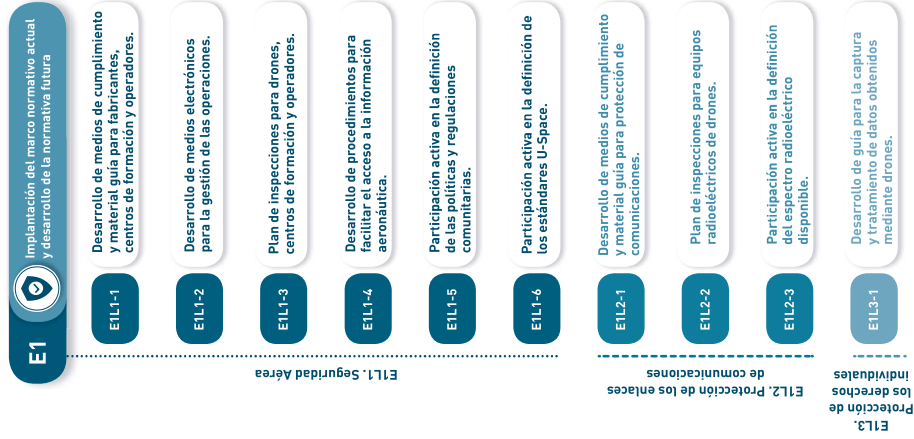 E1
Implantación del marco normativo actual
y desarrollo de la normativa futura
E1L1. Seguridad Aérea
E1L1-1
Desarrollo de medios de cumplimiento
y material guía para fabricantes,
centros de formación y operadores.
E1L1-2
Desarrollo de medios electrónicos
para la gestión de las operaciones.
E1L1-3
Plan de inspecciones para drones,
centros de formación y operadores.
E1L1-4
Desarrollo de procedimientos para
facilitar el acceso a la información
aeronáutica.
E1L1-5
Participación activa en la definición
de las políticas y regulaciones
comunitarias.
E1L1-6
Participación activa en la definición de
los estándares U-Space.
E1L2. Protección de los enlaces
de comunicaciones
E1L2-1
Desarrollo de medios de cumplimiento
y material guía para protección de
comunicaciones.
E1L2-2
Plan de inspecciones para equipos
radioeléctricos de drones.
E1L2-3
Participación activa en la definición
del espectro radioeléctrico
disponible.
E1L3.
Protección de
los derechos
individuales
E1L3-1
Desarrollo de guía para la captura
y tratamiento de datos obtenidos
mediante drones.